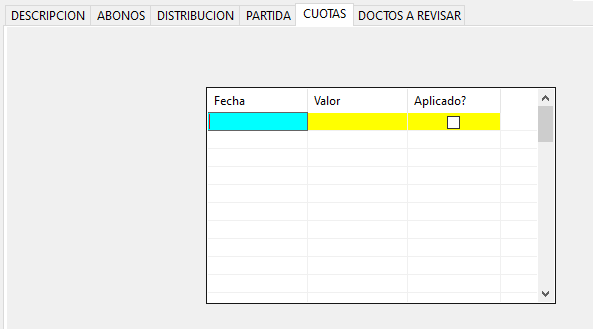 DESCRIPCION ABONOS DISTRIBUCION PARTIDA CUOTAS DOCTOS A REVISAR
Fecha Valor Aplicado?